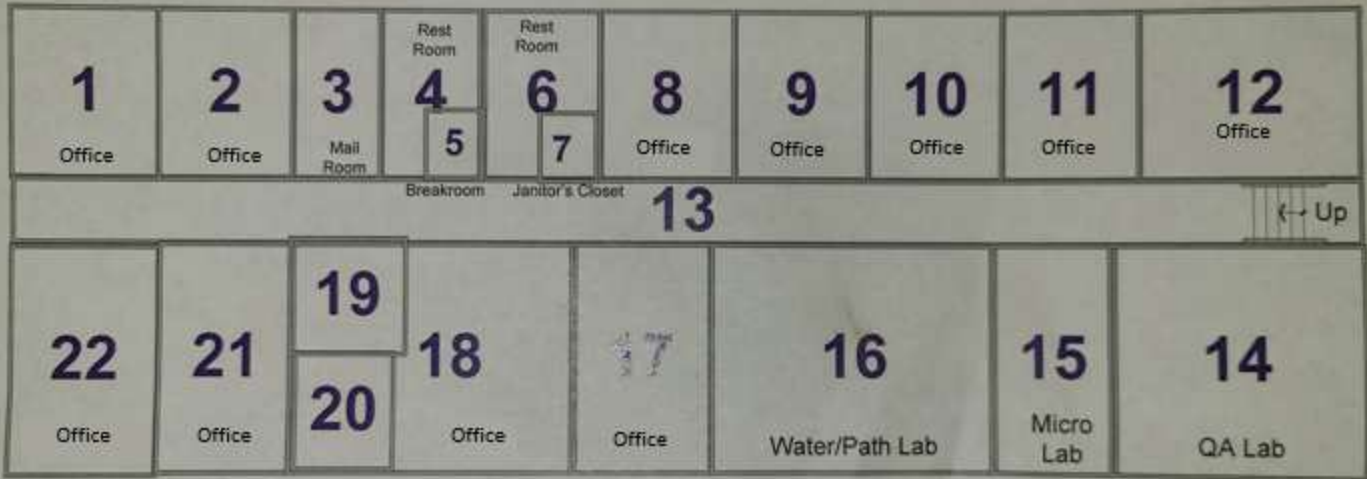 1
Office
2
Office
3
Mail
Room
Rest
Room
4
5
Breakroom
Rest
Room
6
7
Janitor's Closet
8
Office
9
Office
10
Office
11
Office
12
Office
13
Up
22
Office
21
Office
19
20
18
Office
17
Office
16
Water/Path Lab
15
Micro
Lab
14
QA Lab